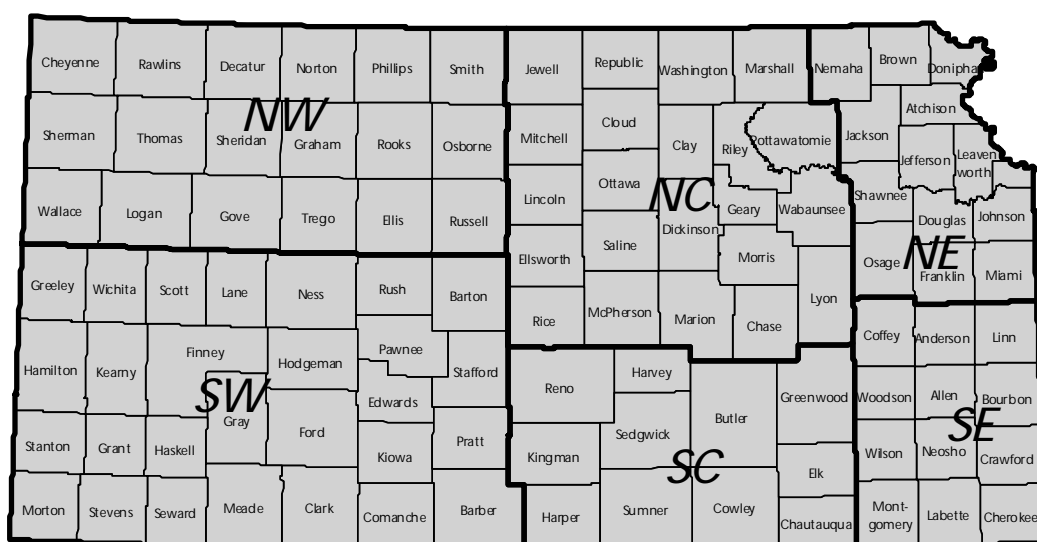 Cheyenne
Rawlins
Decatur
Norton
Phillips
Smith
Jewell
Republic
Washington
Marshall
Nemaha
Brown
Doniphan
Atchison
Sherman
Thomas
Sheridan
NW
Graham
Rooks
Osborne
Mitchell
Cloud
Clay
Riley
Pottawatomie
Jackson
Jefferson
Leaven
worth
Wallace
Logan
Gove
Trego
Ellis
Russell
Lincoln
Ottawa
NC
Dickinson
Geary
Wabaunsee
Shawnee
Douglas
Johnson
Ellsworth
Saline
Morris
Osage
NE
Franklin
Miami
Greeley
Wichita
Scott
Lane
Ness
Rush
Barton
Rice
McPherson
Marion
Chase
Lyon
Coffey
Anderson
Linn
Hamilton
Kearny
Finney
Hodgeman
Pawnee
Stafford
Edwards
SW
Gray
Ford
Reno
Harvey
Butler
Greenwood
Woodson
Allen
Bourbon
SE
Stanton
Grant
Haskell
Kiowa
Pratt
Kingman
Sedgwick
SC
Elk
Wilson
Neosho
Crawford
Morton
Stevens
Seward
Meade
Clark
Comanche
Barber
Harper
Sumner
Cowley
Chautauqua
Mont-
gomery
Labette
Cherokee